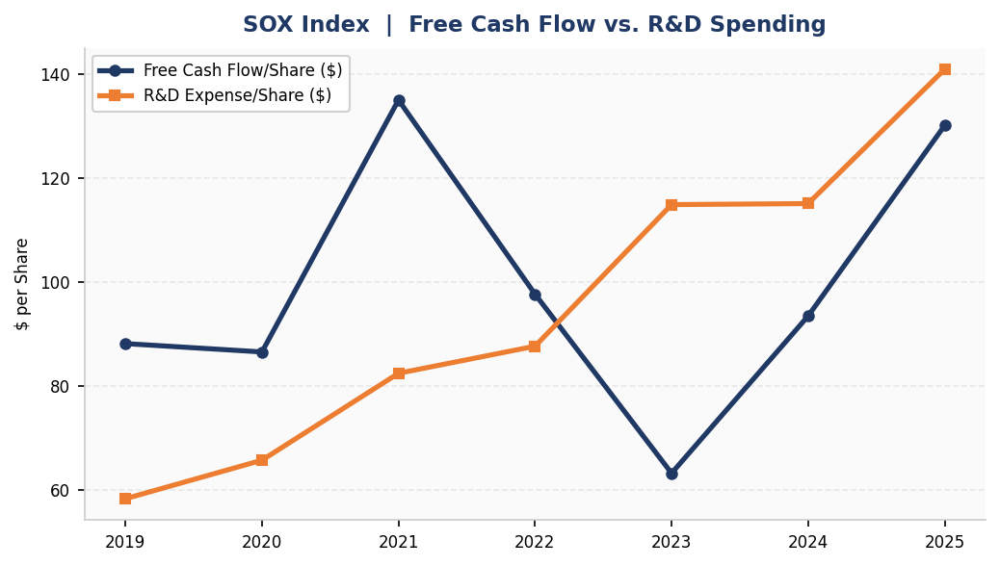 SOX Index  |  Free Cash Flow vs. R&D Spending
Free Cash Flow/Share ($)
R&D Expense/Share ($)
$ per Share
140
120
100
80
60
2019 2020 2021 2022 2023 2024 2025